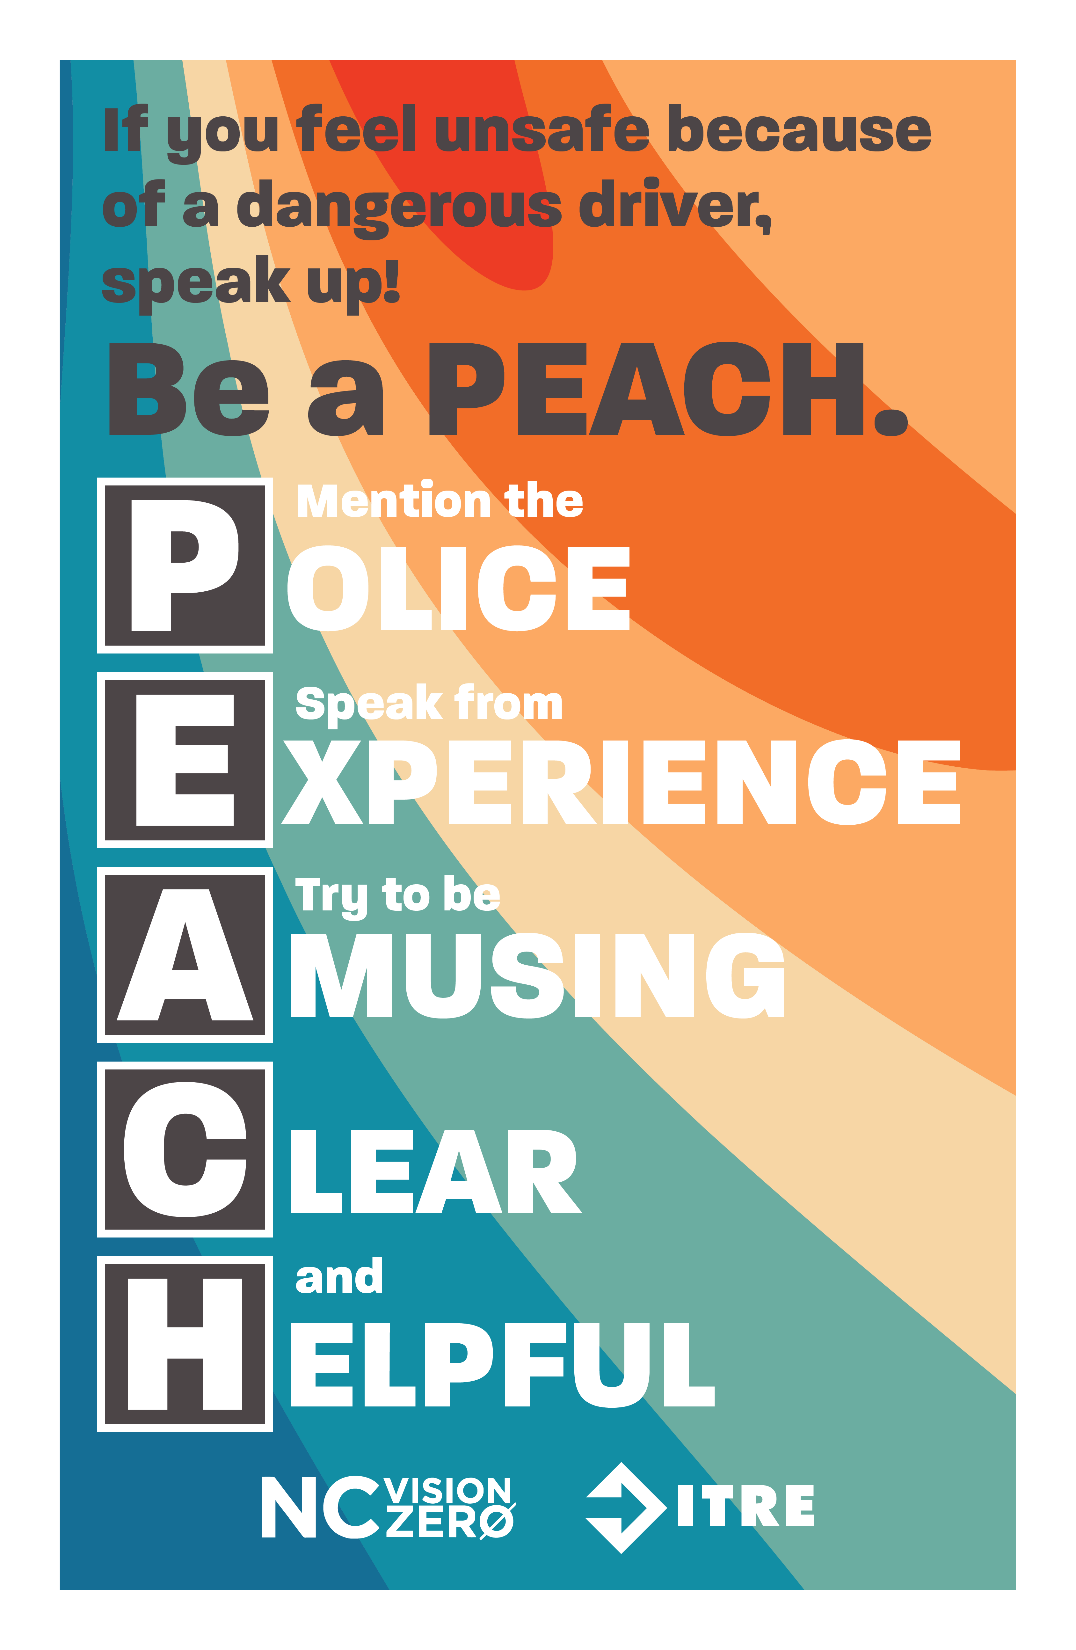 If you feel unsafe because
of a dangerous driver,
speak up!
Be a PEACH.
Mention the
POLICE
Speak from
EXPERIENCE
Try to be
AMUSING
CLEAR
and
HELPFUL
NC VISION ZERØ
ITRE